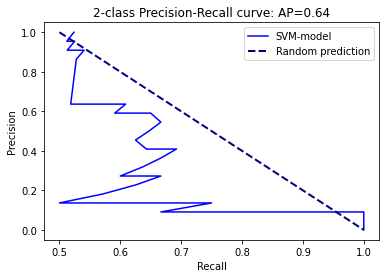 2-class Precision-Recall curve: AP=0.64
SVM-model
Random prediction
Precision
1.0
0.8
0.6
0.4
0.2
0.0
0.5 0.6 0.7 0.8 0.9 1.0
Recall